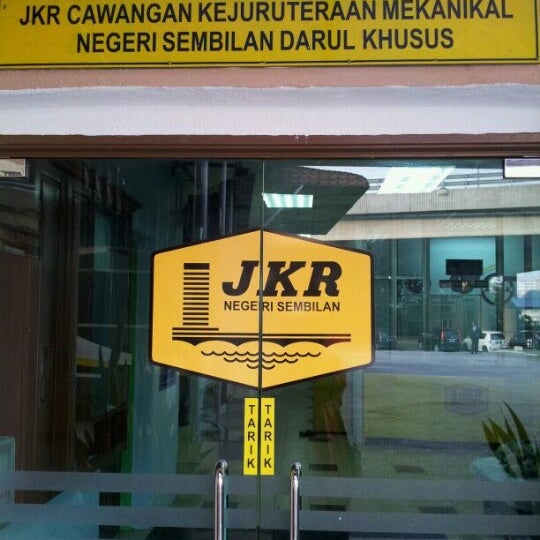 JKR CAWANGAN KEJURUTERAAN MEKANIKAL
NEGERI SEMBILAN DARUL KHUSUS
JKR
NEGERI SEMBILAN
TARIK
TARIK